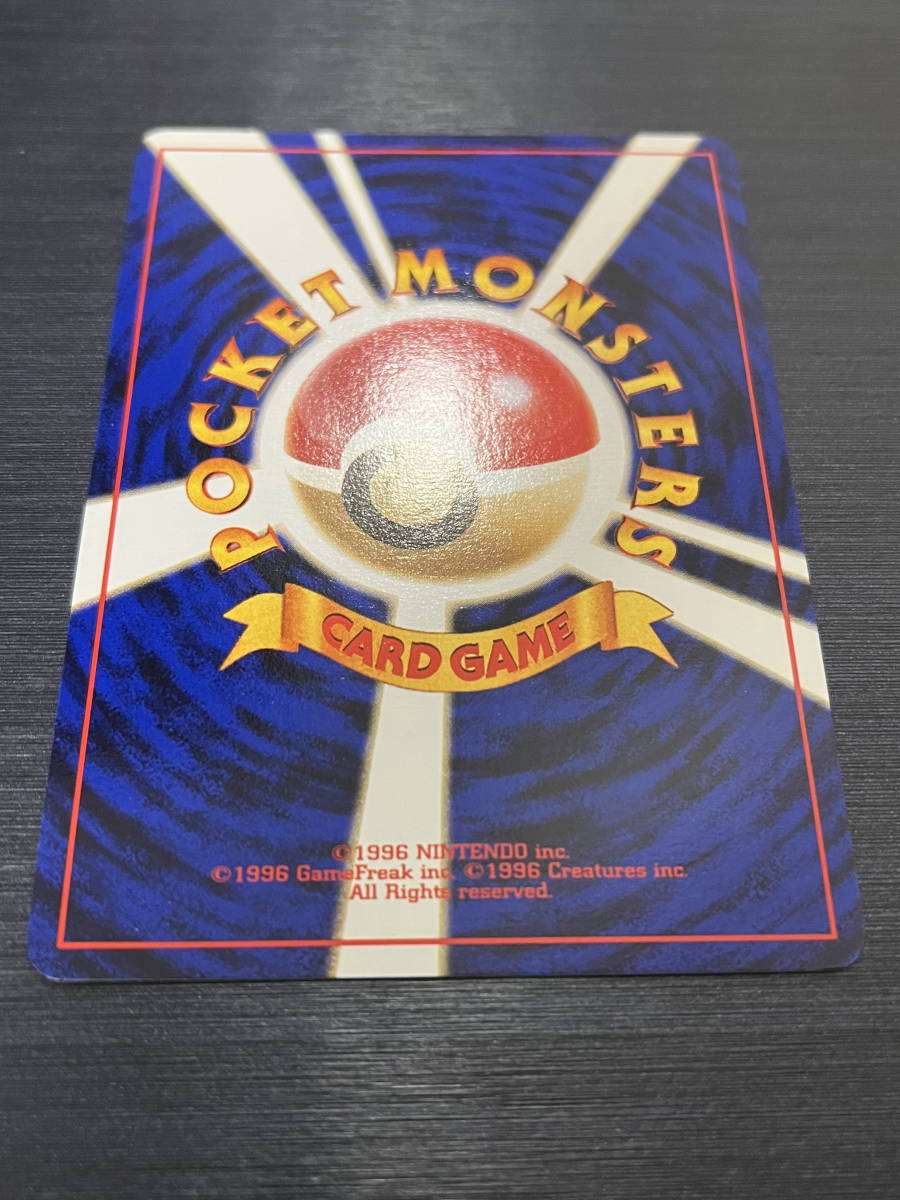 POCKET MONSTERS
CARD GAME
©1996 NINTENDO inc.
©1996 GameFreak inc. ©1996 Creatures inc.
All Rights reserved.